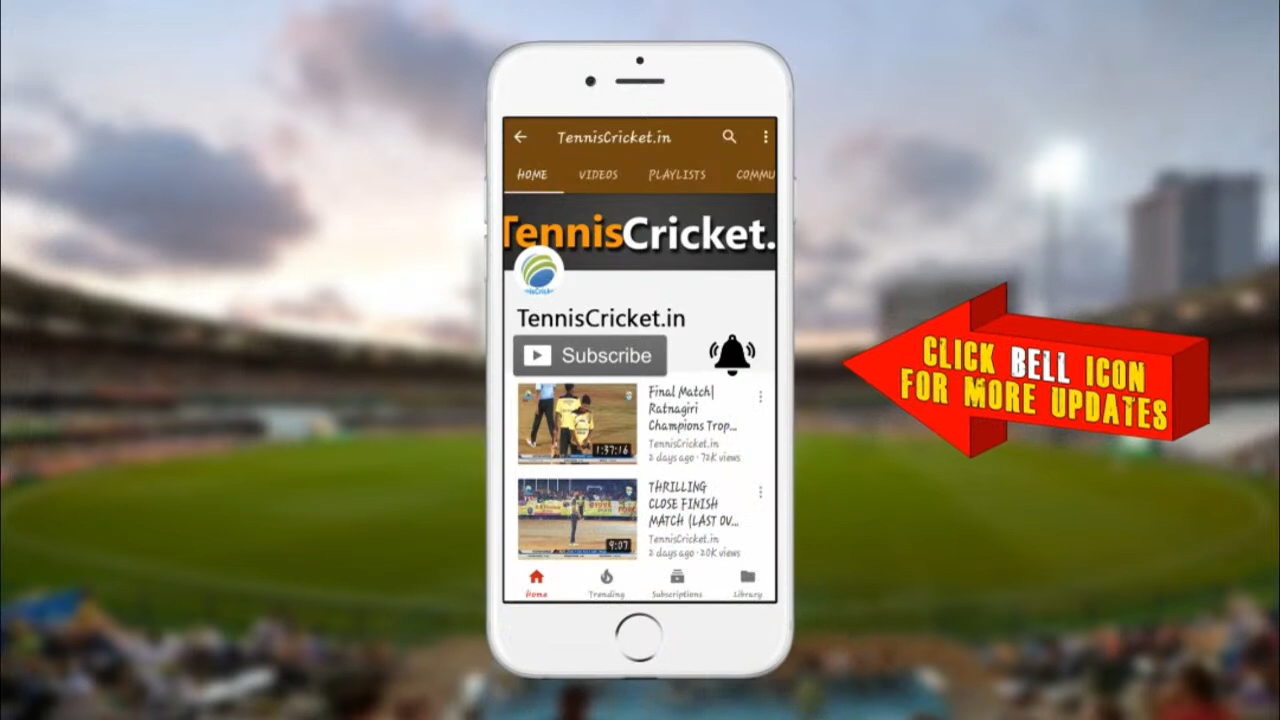 TennisCricket.in
HOME VIDEOS PLAYLISTS COMMU
TennisCricket.
TennisCricket.in
Subscribe
Final Match|
Ratnagiri
Champions Trop...
TennisCricket.in
2 days ago · 72K views
1:37:16
THRILLING
CLOSE FINISH
MATCH (LAST OV...
TennisCricket.in
2 days ago · 20K views
9:07
Home Trending Subscriptions Library
CLICK BELL ICON
FOR MORE UPDATES